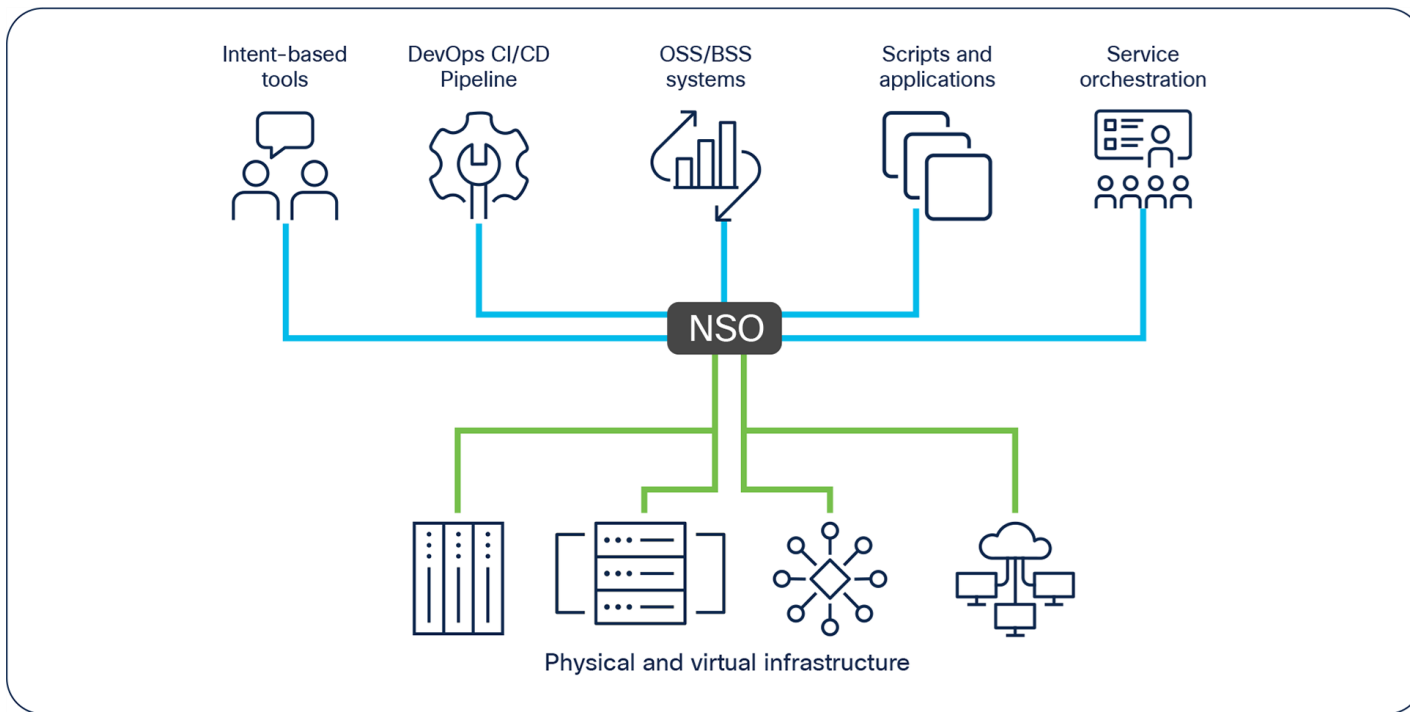 Intent-based
tools
DevOps CI/CD
Pipeline
OSS/BSS
systems
Scripts and
applications
Service
orchestration
NSO
Physical and virtual infrastructure